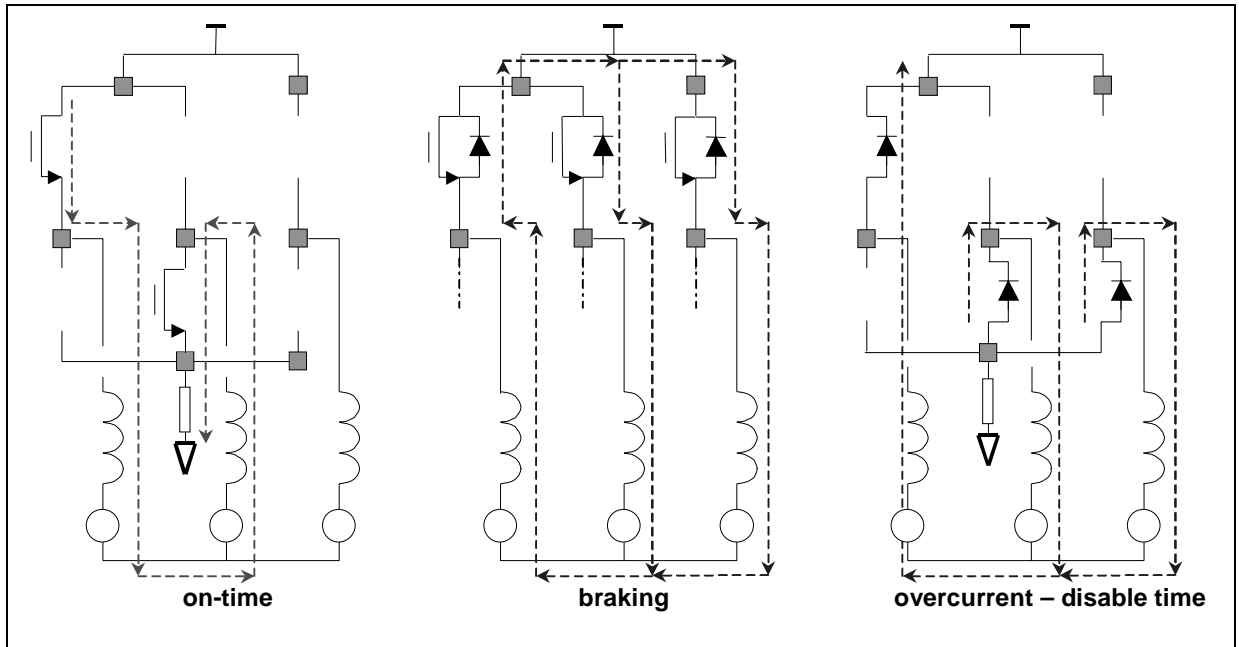 on-time
braking
overcurrent – disable time